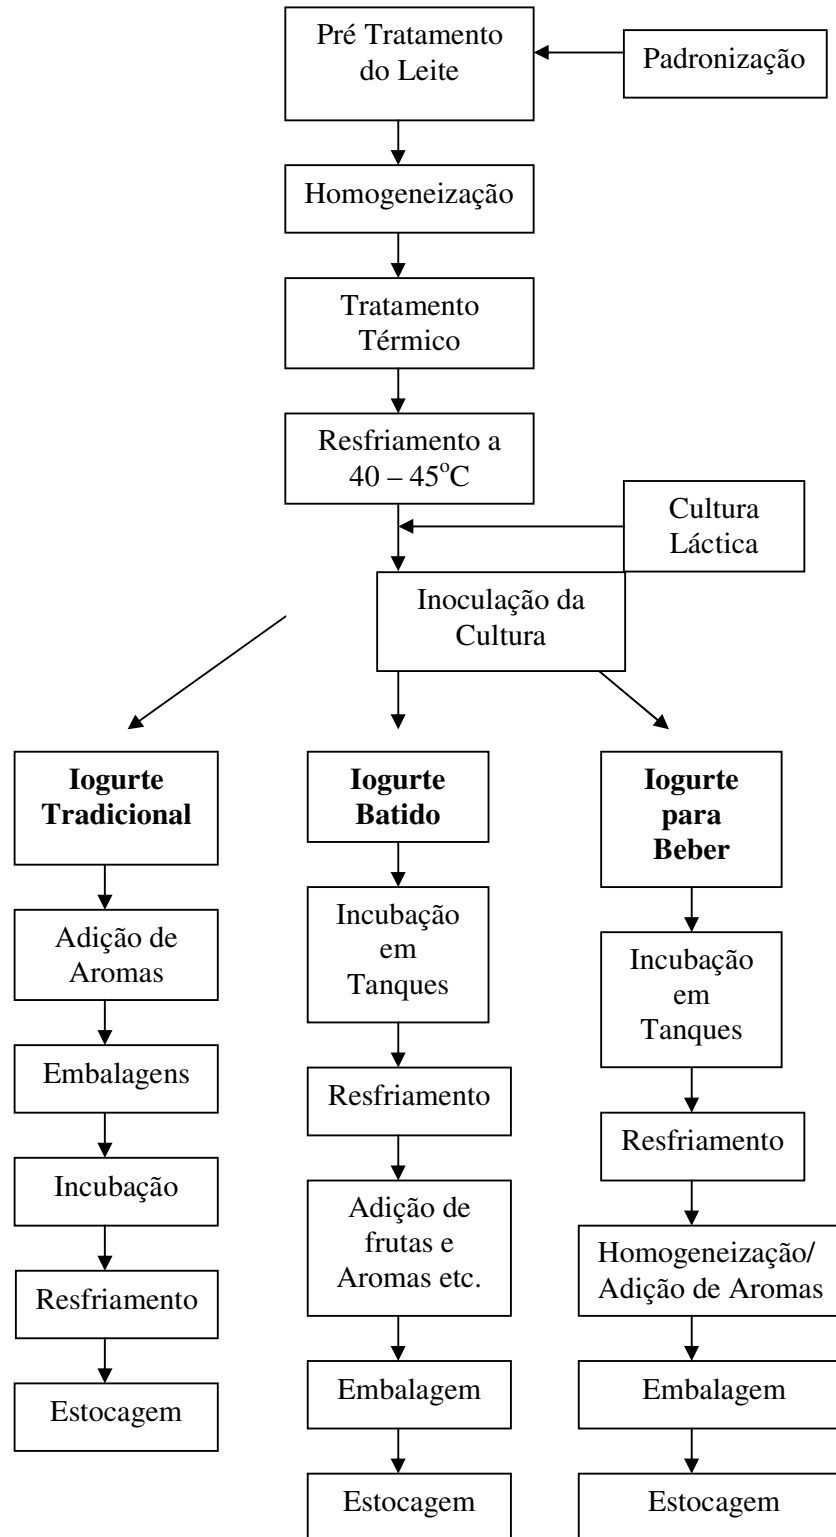 Pré Tratamento
do Leite
Padronização
Homogeneização
Tratamento
Térmico
Resfriamento a
40 – 45°C
Cultura
Láctica
Inoculação da
Cultura
Iogurte
Tradicional
Adição de
Aromas
Embalagens
Incubação
Resfriamento
Estocagem
Iogurte
Batido
Incubação
em
Tanques
Resfriamento
Adição de
frutas e
Aromas etc.
Embalagem
Estocagem
Iogurte
para
Beber
Incubação
em
Tanques
Resfriamento
Homogeneização/
Adição de Aromas
Embalagem
Estocagem